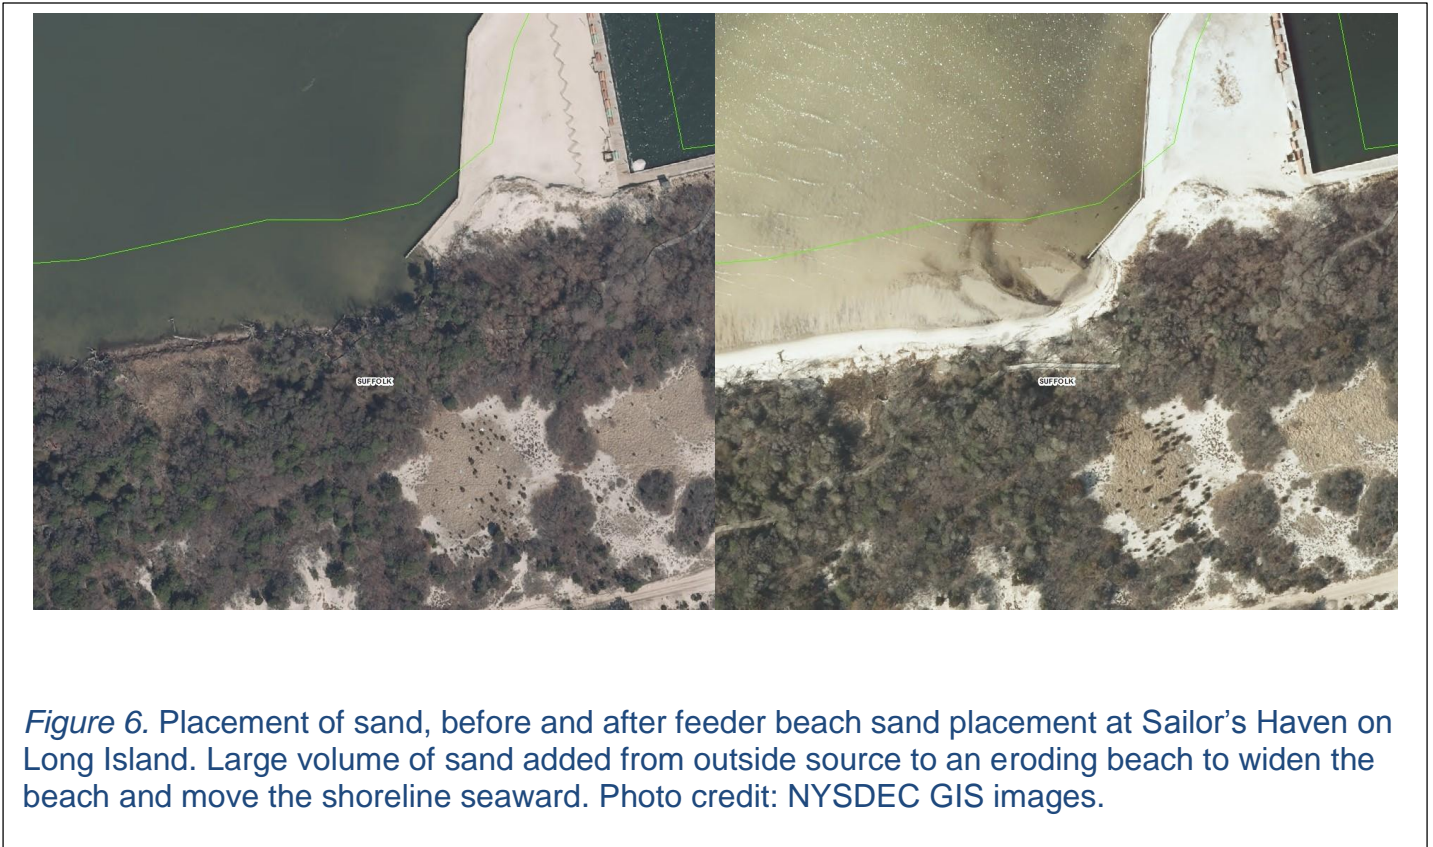 SUFFOLK
SUFFOLK
Figure 6. Placement of sand, before and after feeder beach sand placement at Sailor’s Haven on
Long Island. Large volume of sand added from outside source to an eroding beach to widen the
beach and move the shoreline seaward. Photo credit: NYSDEC GIS images.